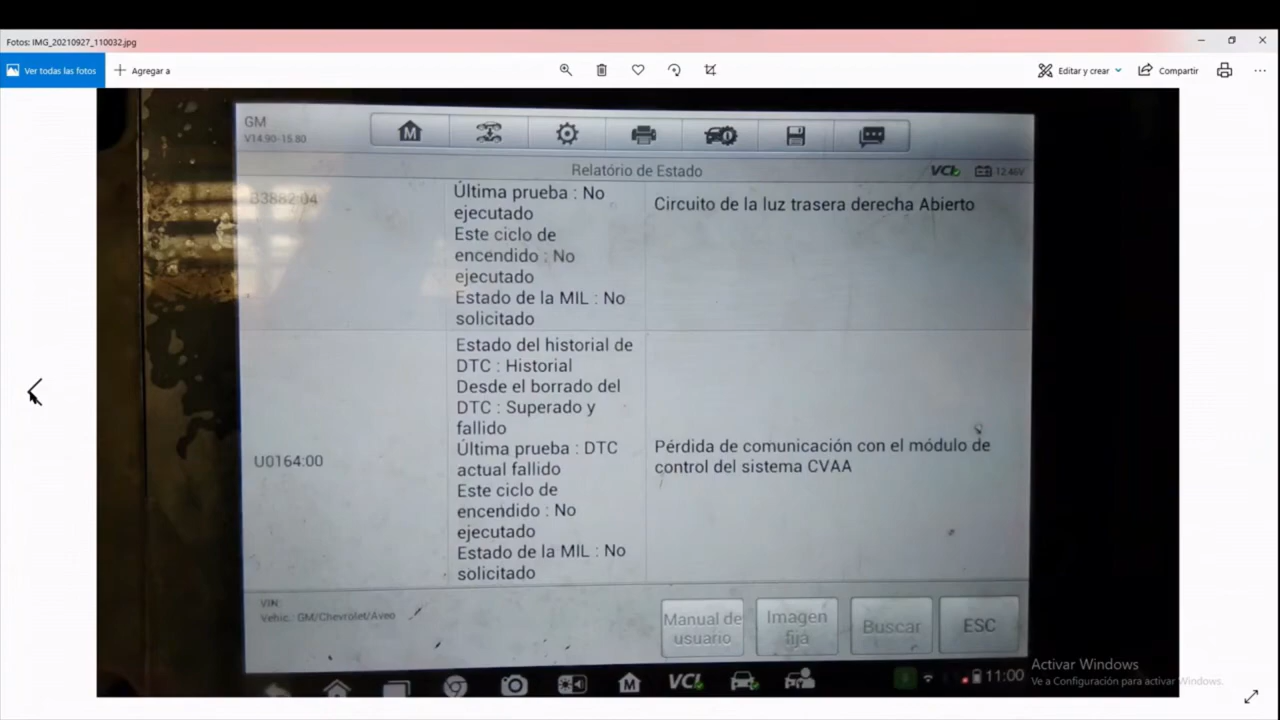 Fotos: IMG_20210927_110032.jpg
Ver todas las fotos
Agregar a
Editar y crear
Compartir
GM
V14.90-15.80
M
Relatório de Estado
VCI
12.46V
B3882:04
Última prueba : No
ejecutado
Este ciclo de
encendido : No
ejecutado
Estado de la MIL : No
solicitado
Circuito de la luz trasera derecha Abierto
U0164:00
Estado del historial de
DTC : Historial
Desde el borrado del
DTC : Superado y
fallido
Última prueba : DTC
actual fallido
Este ciclo de
encendido : No
ejecutado
Estado de la MIL : No
solicitado
Pérdida de comunicación con el módulo de
control del sistema CVAA
VIN:
Vehic.: GM/Chevrolet/Aveo
Manual de
usuario
Imagen
fija
Buscar
ESC
M
VCI
11:00
Activar Windows
Ve a Configuración para activar Windows.